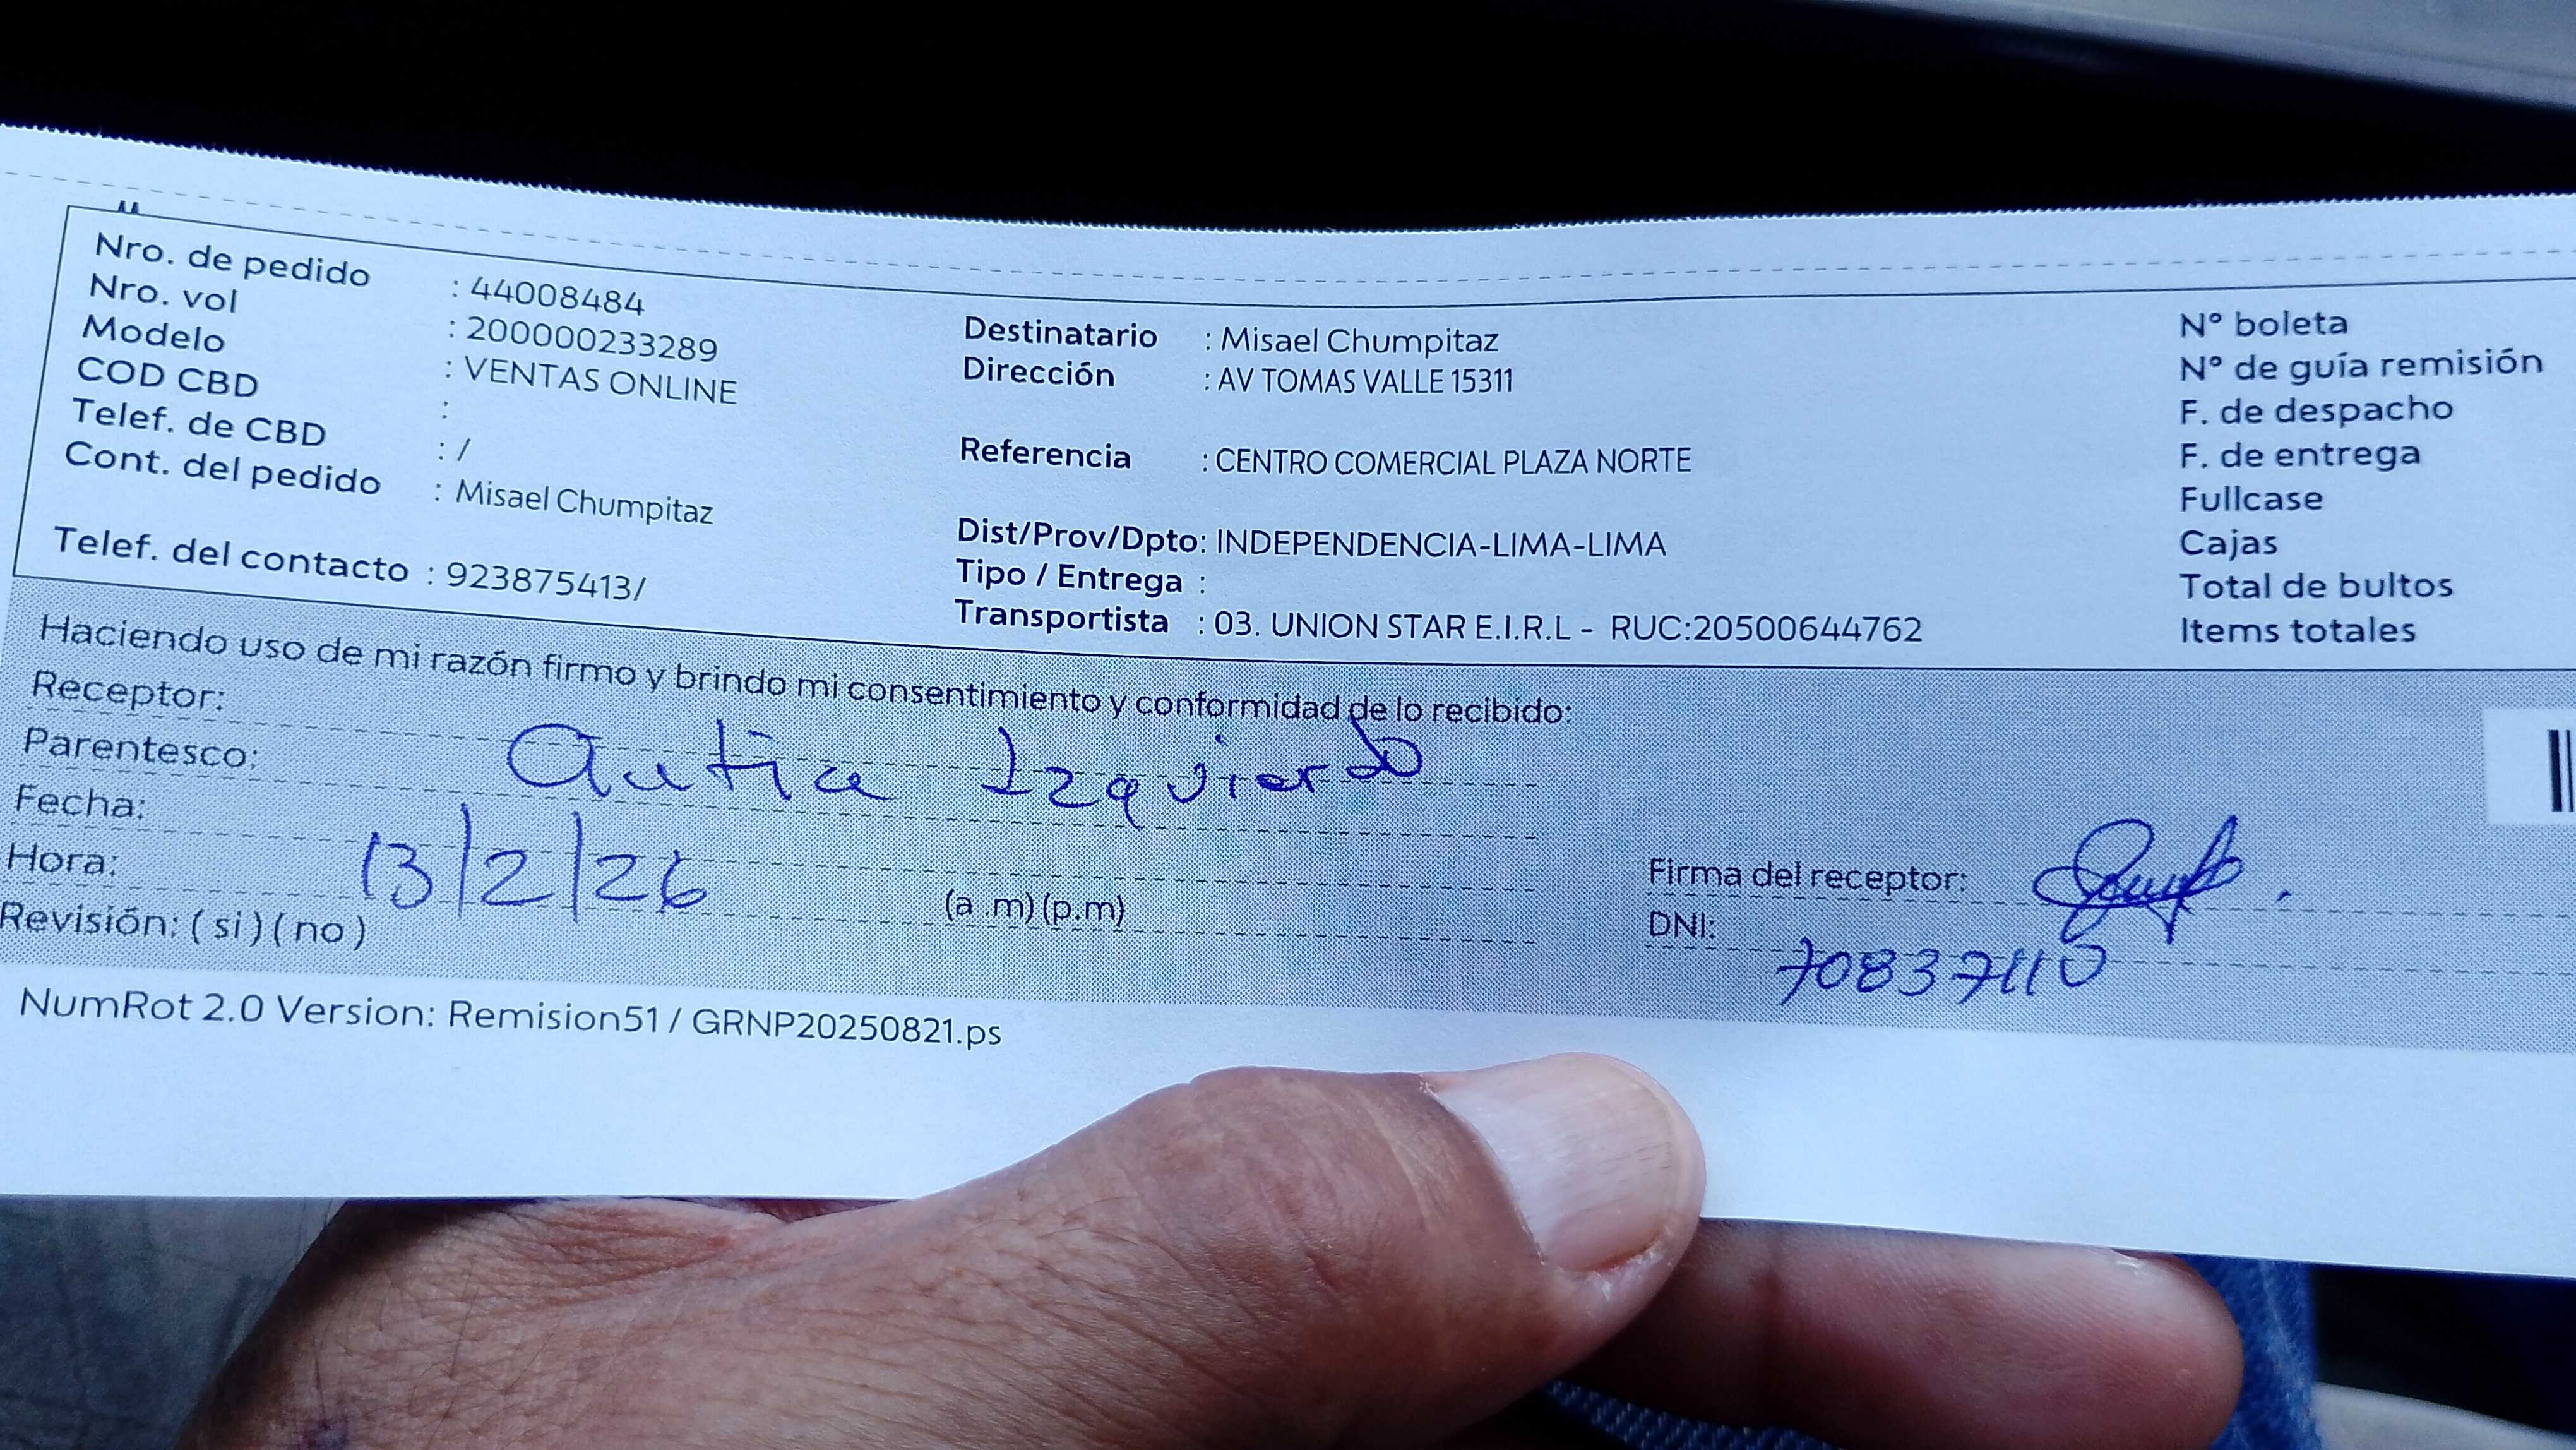 Nro. de pedido : 44008484
Nro. vol : 200000233289
Modelo : VENTAS ONLINE
COD CBD :
Telef. de CBD : /
Cont. del pedido : Misael Chumpitaz
Telef. del contacto : 923875413/
Destinatario : Misael Chumpitaz
Dirección : AV TOMAS VALLE 15311
Referencia : CENTRO COMERCIAL PLAZA NORTE
Dist/Prov/Dpto: INDEPENDENCIA-LIMA-LIMA
Tipo / Entrega :
Transportista : 03. UNION STAR E.I.R.L - RUC:20500644762
N° boleta
N° de guía remisión
F. de despacho
F. de entrega
Fullcase
Cajas
Total de bultos
Items totales
Haciendo uso de mi razón firmo y brindo mi consentimiento y conformidad de lo recibido:
Receptor:
Parentesco: Izquierdo
Fecha: 13/2/26
Hora: (a .m) (p.m)
Revisión: ( si ) ( no )
Firma del receptor:
DNI: 70837110
NumRot 2.0 Version: Remision51 / GRNP20250821.ps